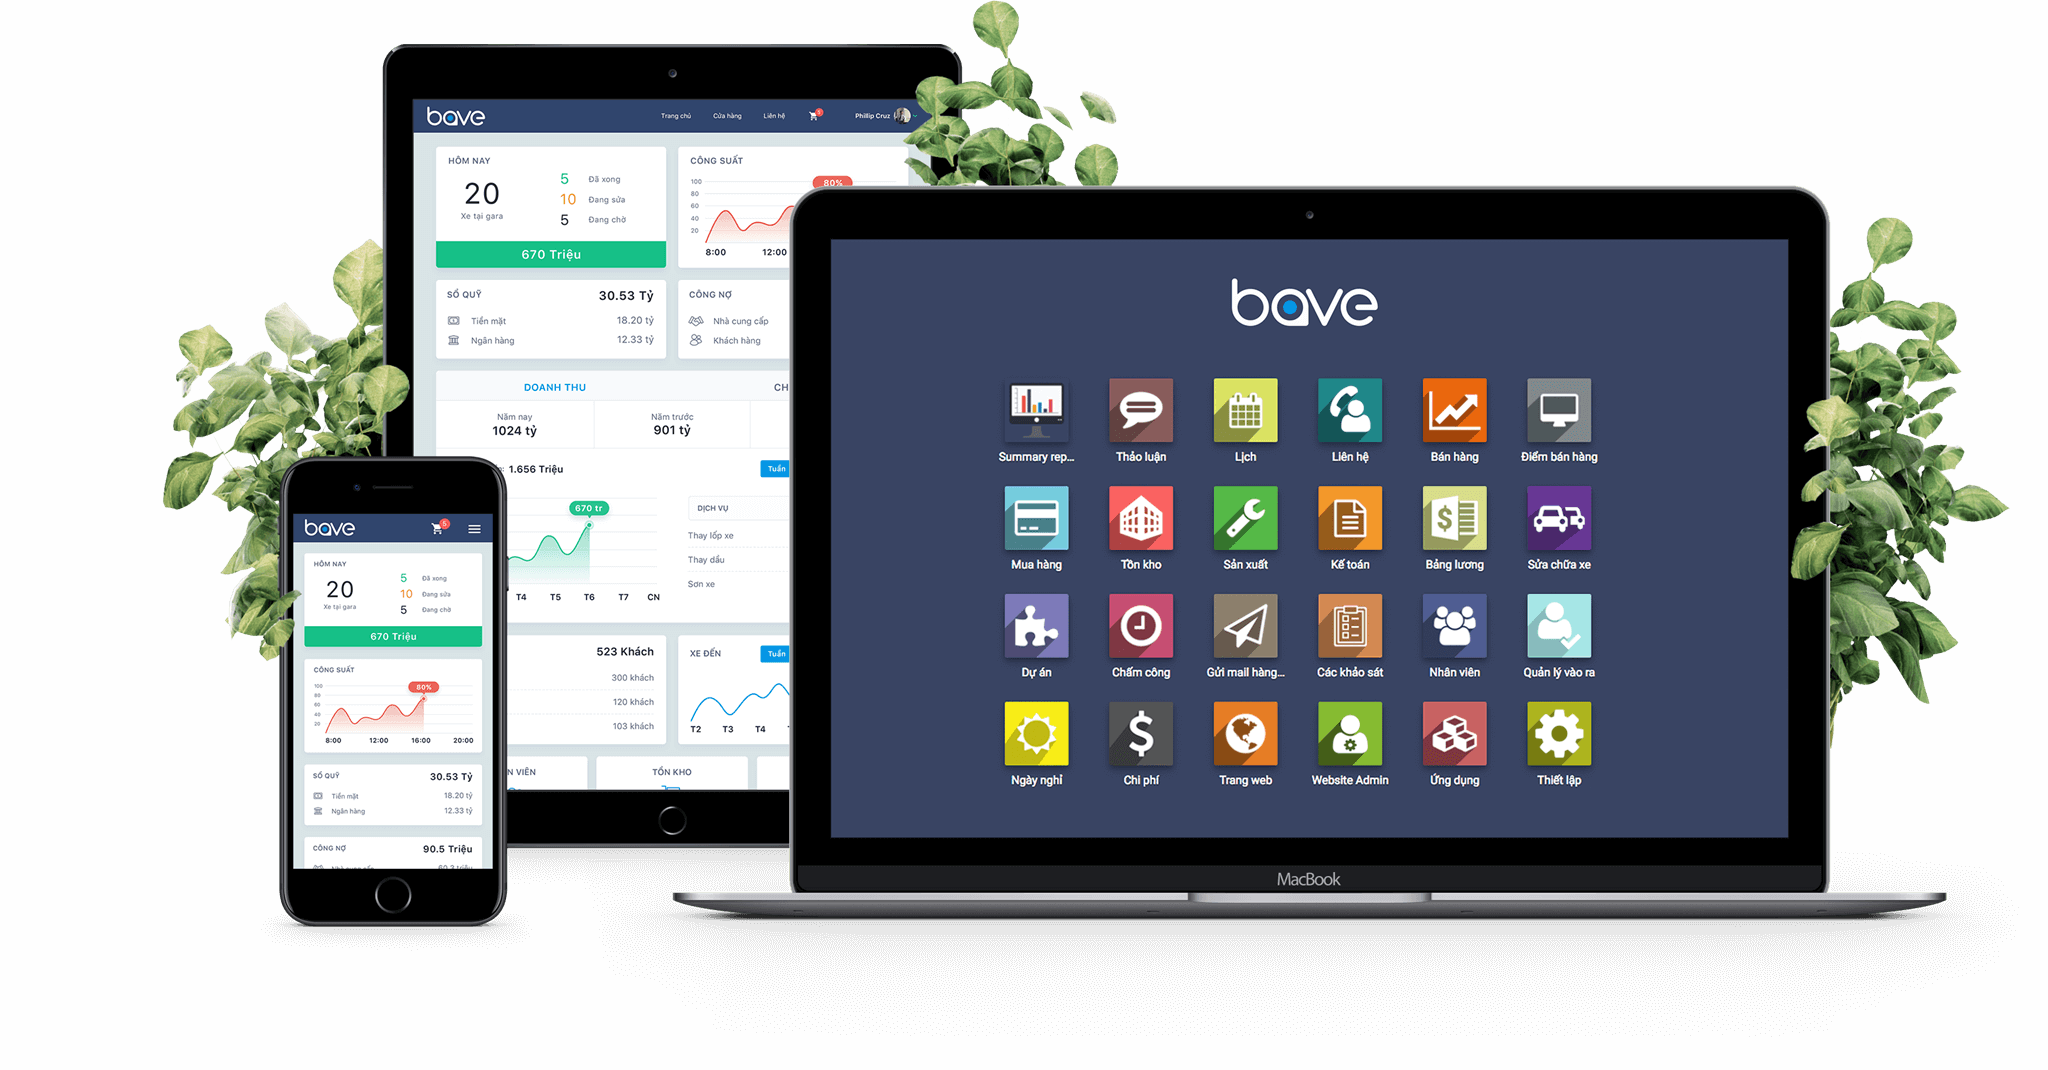 bave
Trang chủ
Cửa hàng
Liên hệ
1
Phillip Cruz
HÔM NAY
20
Xe tại gara
5 Đã xong
10 Đang sửa
5 Đang chờ
670 Triệu
CÔNG SUẤT
100
80
60
40
20
80%
8:00
12:00
SỔ QUỸ 30.53 Tỷ
Tiền mặt 18.20 tỷ
Ngân hàng 12.33 tỷ
CÔNG NỢ
Nhà cung cấp
Khách hàng
DOANH THU
CH
Năm nay
1024 tỷ
Năm trước
901 tỷ
1.656 Triệu
Tuần
670 tr
T4 T5 T6 T7 CN
DỊCH VỤ
Thay lốp xe
Thay dầu
Sơn xe
523 Khách
300 khách
120 khách
103 khách
XE ĐẾN
Tuần
T2 T3 T4
N VIÊN
TỒN KHO
bave
5
HÔM NAY
20
Xe tại gara
5 Đã xong
10 Đang sửa
5 Đang chờ
670 Triệu
CÔNG SUẤT
100
80
60
40
20
80%
8:00 12:00 16:00 20:00
SỔ QUỸ 30.53 Tỷ
Tiền mặt 18.20 tỷ
Ngân hàng 12.33 tỷ
CÔNG NỢ 90.5 Triệu
bave
Summary rep... Thảo luận Lịch Liên hệ Bán hàng Điểm bán hàng
Mua hàng Tồn kho Sản xuất Kế toán Bảng lương Sửa chữa xe
Dự án Chấm công Gửi mail hàng... Các khảo sát Nhân viên Quản lý vào ra
Ngày nghỉ Chi phí Trang web Website Admin Ứng dụng Thiết lập
MacBook